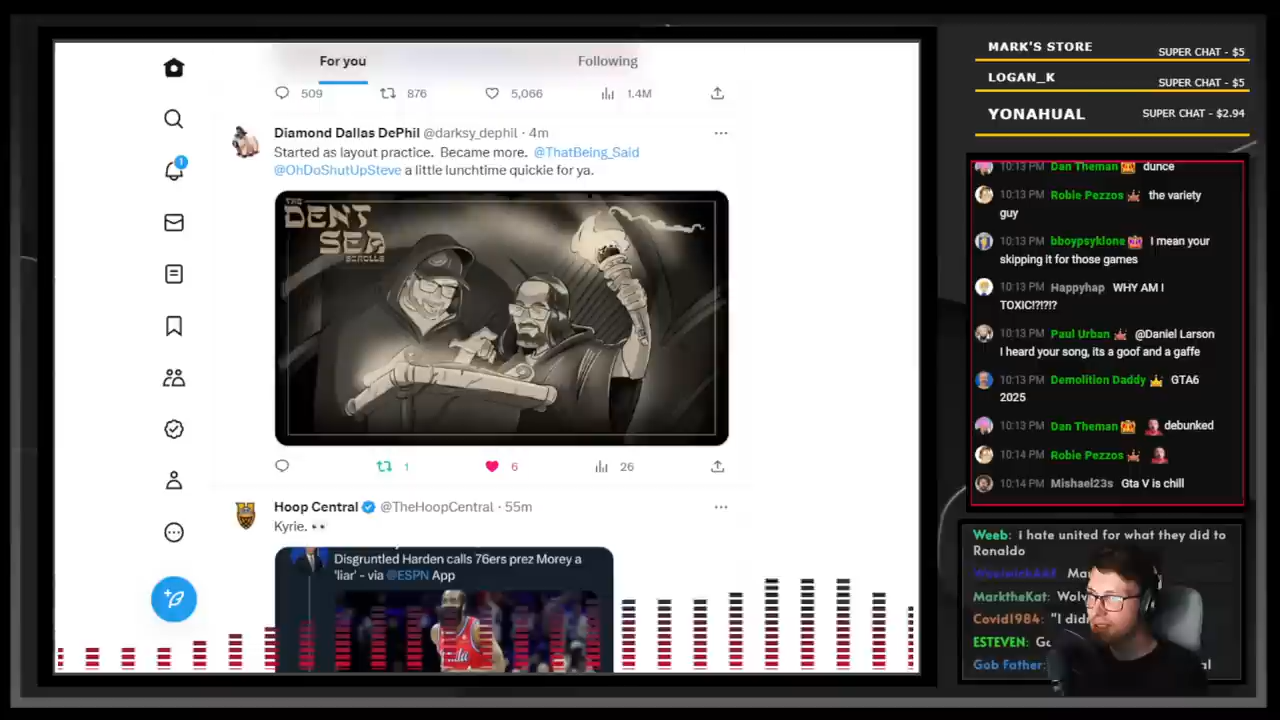 For you
Following
509
876
5,066
1.4M
Diamond Dallas DePhil @darksy_dephil · 4m
Started as layout practice. Became more. @ThatBeing_Said
@OhDoShutUpSteve a little lunchtime quickie for ya.
THE
DENT
SEA
SCROLLS
1
6
26
Hoop Central @TheHoopCentral · 55m
Kyrie.
Disgruntled Harden calls 76ers prez Morey a
'liar' - via @ESPN App
1
MARK'S STORE
SUPER CHAT - $5
LOGAN_K
SUPER CHAT - $5
YONAHUAL
SUPER CHAT - $2.94
10:13 PM Dan Theman dunce
10:13 PM Robie Pezzos the variety
guy
10:13 PM bboypsyklone I mean your
skipping it for those games
10:13 PM Happyhap WHY AM I
TOXIC!?!?!?
10:13 PM Paul Urban @Daniel Larson
I heard your song, its a goof and a gaffe
10:13 PM Demolition Daddy GTA6
2025
10:13 PM Dan Theman debunked
10:14 PM Robie Pezzos
10:14 PM Mishael23s Gta V is chill
Weeb: i hate united for what they did to
Ronaldo
MarktheKat: Wolv
Covid1984: "I didn
ESTEVEN: Go
Gob Father: